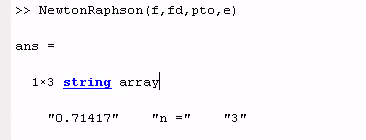 >> NewtonRaphson(f,fd,pto,e)
ans =
1×3 string array
"0.71417" "n =" "3"